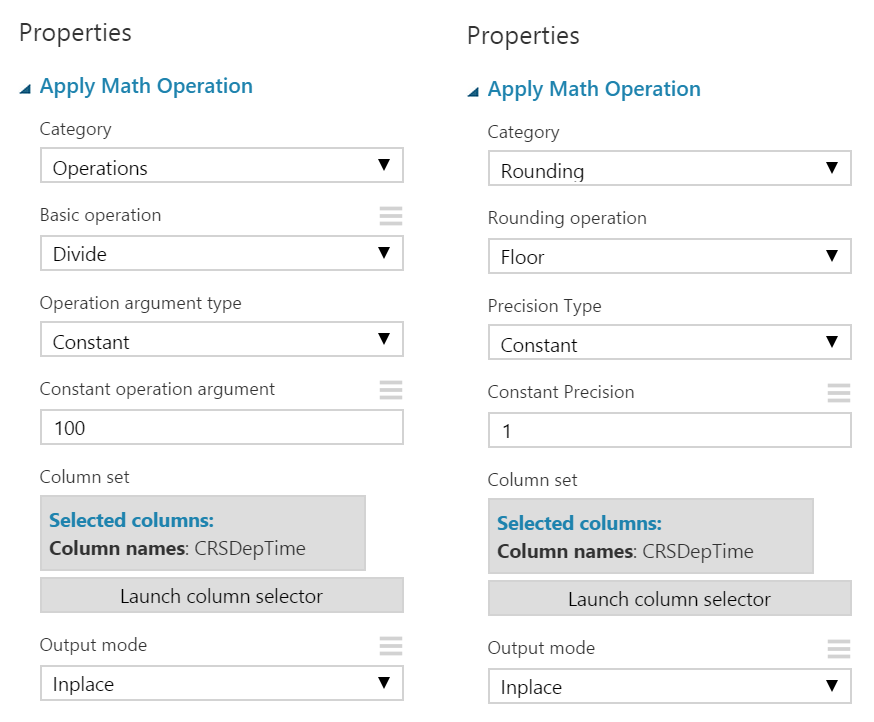 Properties
Apply Math Operation
Category
Operations
Basic operation
Divide
Operation argument type
Constant
Constant operation argument
100
Column set
Selected columns:
Column names: CRSDepTime
Launch column selector
Output mode
Inplace
Properties
Apply Math Operation
Category
Rounding
Rounding operation
Floor
Precision Type
Constant
Constant Precision
1
Column set
Selected columns:
Column names: CRSDepTime
Launch column selector
Output mode
Inplace